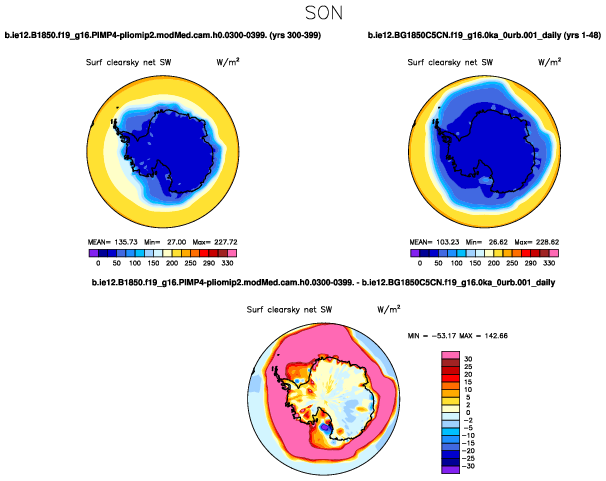 SON
b.ie12.B1850.f19_g16.PIMP4-pliomip2.modMed.cam.h0.0300-0399. (yrs 300-399)
b.ie12.BG1850C5CN.f19_g16.0ka_0urb.001_daily (yrs 1-48)
Surf clearsky net SW W/m²
Surf clearsky net SW W/m²
MEAN= 135.73 Min= 27.00 Max= 227.72
MEAN= 103.23 Min= 26.62 Max= 228.62
0 50 100 150 200 290 330
0 50 100 150 200 290 330
b.ie12.B1850.f19_g16.PIMP4-pliomip2.modMed.cam.h0.0300-0399. - b.ie12.BG1850C5CN.f19_g16.0ka_0urb.001_daily
Surf clearsky net SW W/m²
MIN = -53.17 MAX = 142.66
30
25
20
15
10
5
2
0
-2
-5
-10
-15
-20
-25
-30